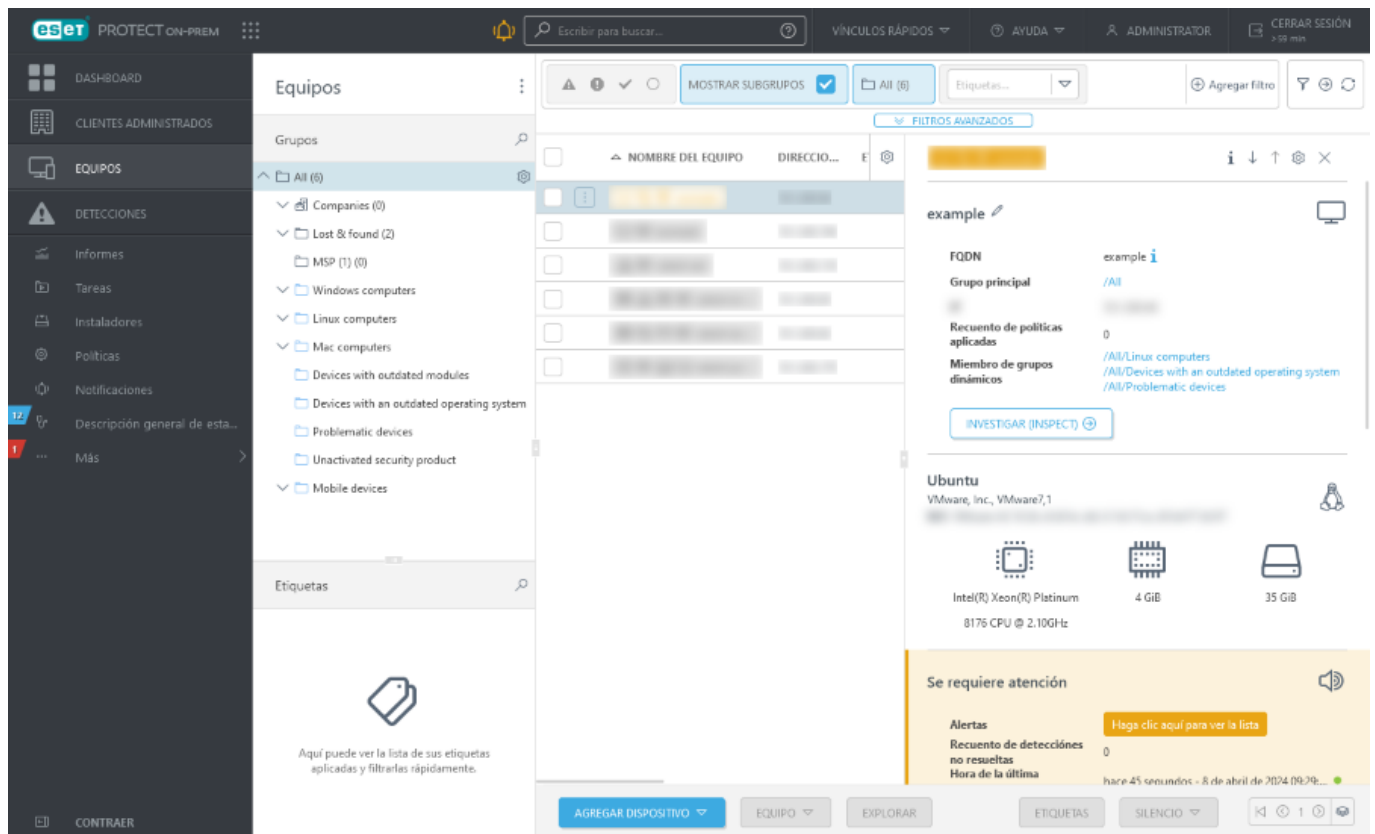 eset PROTECT ON-PREM
Escribir para buscar...
VÍNCULOS RÁPIDOS
AYUDA
ADMINISTRATOR
CERRAR SESIÓN
>59 min
DASHBOARD
CLIENTES ADMINISTRADOS
EQUIPOS
DETECCIONES
Informes
Tareas
Instaladores
Políticas
Notificaciones
12
Descripción general de esta...
1
Más
CONTRAER
Equipos
Grupos
All (6)
Companies (0)
Lost & found (2)
MSP (1) (0)
Windows computers
Linux computers
Mac computers
Devices with outdated modules
Devices with an outdated operating system
Problematic devices
Unactivated security product
Mobile devices
Etiquetas
Aquí puede ver la lista de sus etiquetas
aplicadas y filtrarlas rápidamente.
MOSTRAR SUBGRUPOS
All (6)
Etiquetas...
Agregar filtro
FILTROS AVANZADOS
NOMBRE DEL EQUIPO
DIRECCIO...
example
FQDN
example
Grupo principal
/All
Recuento de políticas
aplicadas
0
Miembro de grupos
dinámicos
/All/Linux computers
/All/Devices with an outdated operating system
/All/Problematic devices
INVESTIGAR (INSPECT)
Ubuntu
VMware, Inc., VMware7,1
Intel(R) Xeon(R) Platinum
8176 CPU @ 2.10GHz
4 GiB
35 GiB
Se requiere atención
Alertas
Haga clic aquí para ver la lista
Recuento de detecciónes
no resueltas
0
Hora de la última
hace 45 segundos - 8 de abril de 2024 09:29:...
AGREGAR DISPOSITIVO
EQUIPO
EXPLORAR
ETIQUETAS
SILENCIO
1